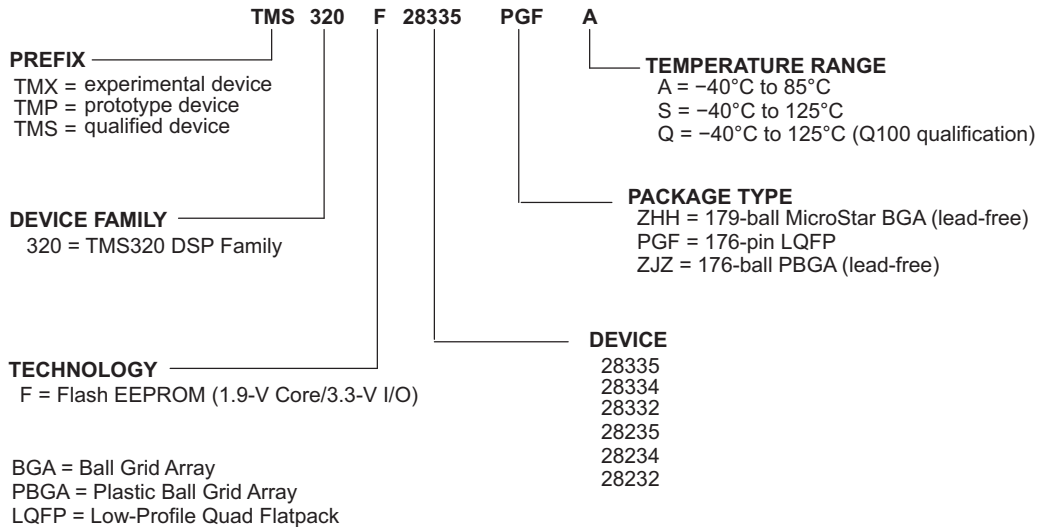 TMS 320 F 28335 PGF A
PREFIX
TMX = experimental device
TMP = prototype device
TMS = qualified device
TEMPERATURE RANGE
A = −40°C to 85°C
S = −40°C to 125°C
Q = −40°C to 125°C (Q100 qualification)
DEVICE FAMILY
320 = TMS320 DSP Family
PACKAGE TYPE
ZHH = 179-ball MicroStar BGA (lead-free)
PGF = 176-pin LQFP
ZJZ = 176-ball PBGA (lead-free)
TECHNOLOGY
F = Flash EEPROM (1.9-V Core/3.3-V I/O)
DEVICE
28335
28334
28332
28235
28234
28232
BGA = Ball Grid Array
PBGA = Plastic Ball Grid Array
LQFP = Low-Profile Quad Flatpack